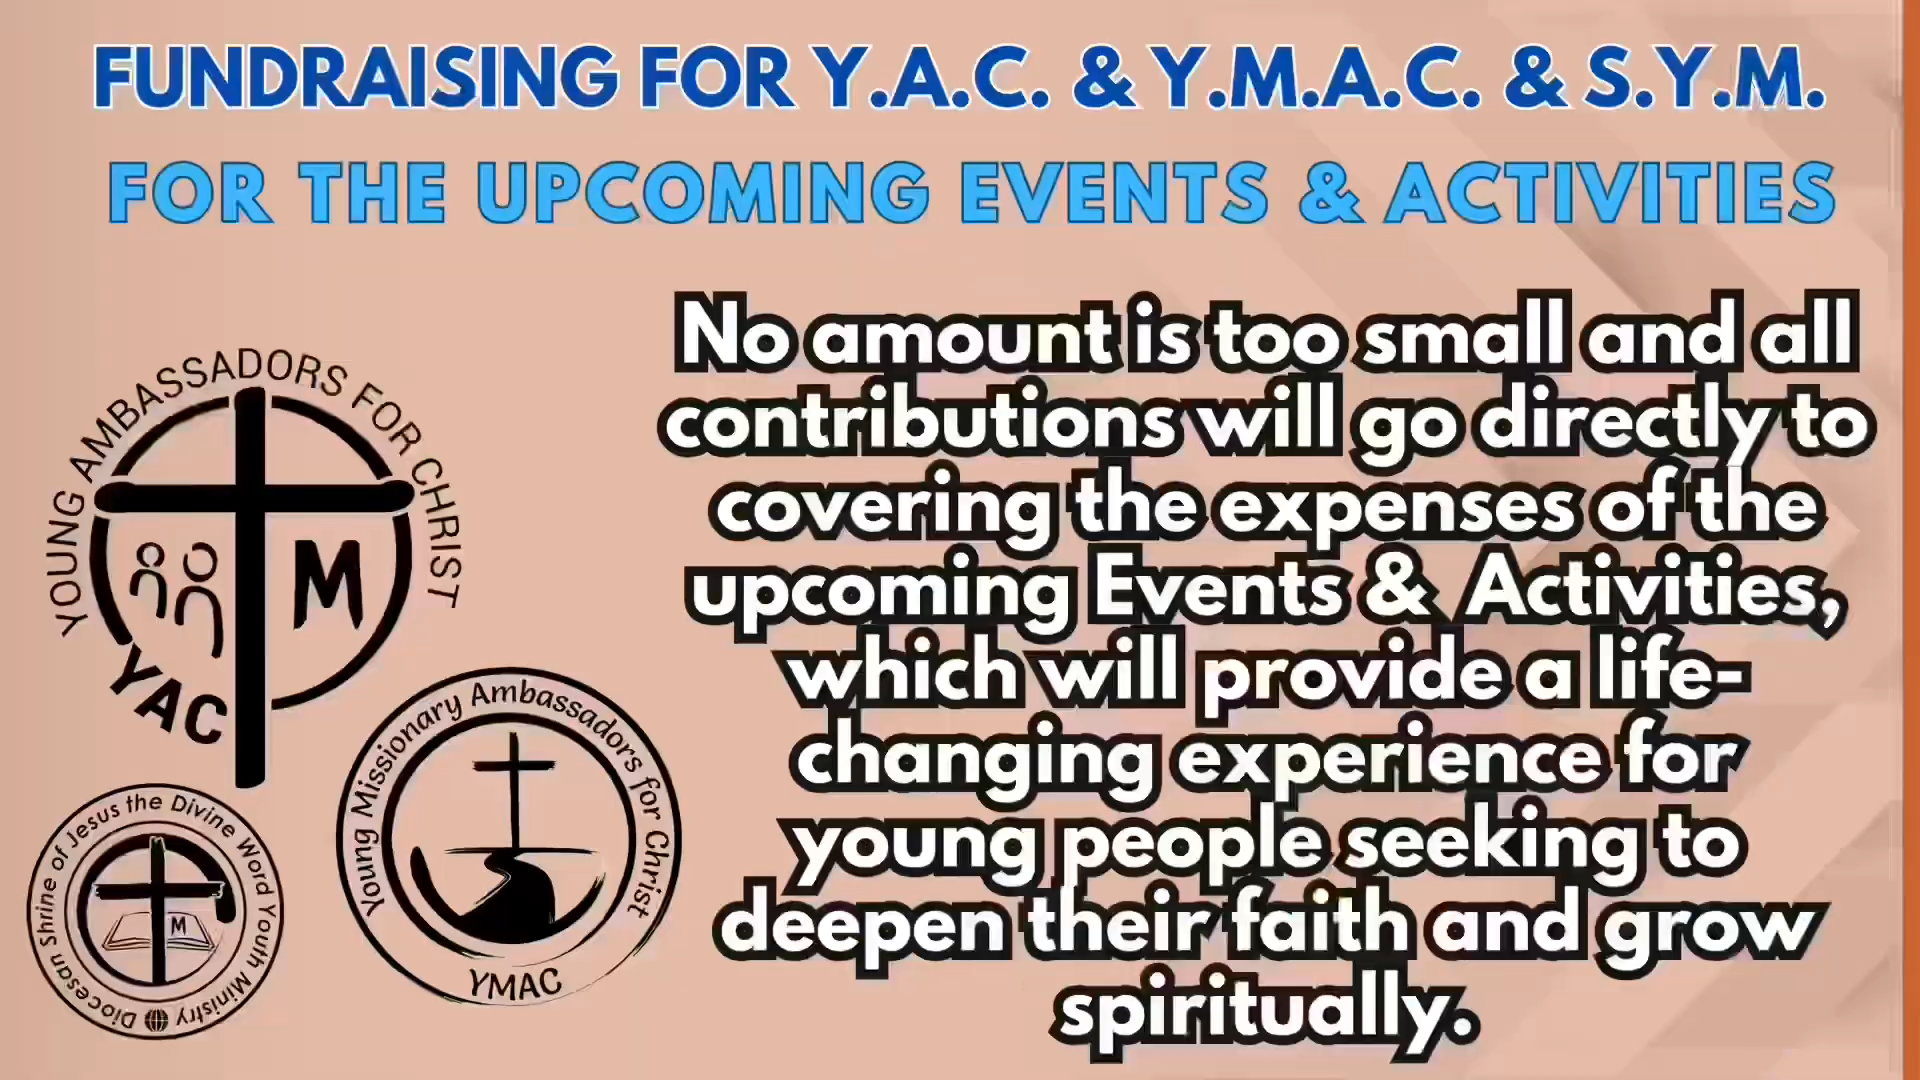 FUNDRAISING FOR Y.A.C. & Y.M.A.C. & S.Y.M.
FOR THE UPCOMING EVENTS & ACTIVITIES
No amount is too small and all
contributions will go directly to
covering the expenses of the
upcoming Events & Activities,
which will provide a life-
changing experience for
young people seeking to
deepen their faith and grow
spiritually.
YOUNG AMBASSADORS FOR CHRIST
M
YAC
Young Missionary Ambassadors for Christ
YMAC
Diocesan Shrine of Jesus the Divine Word Youth Ministry
M